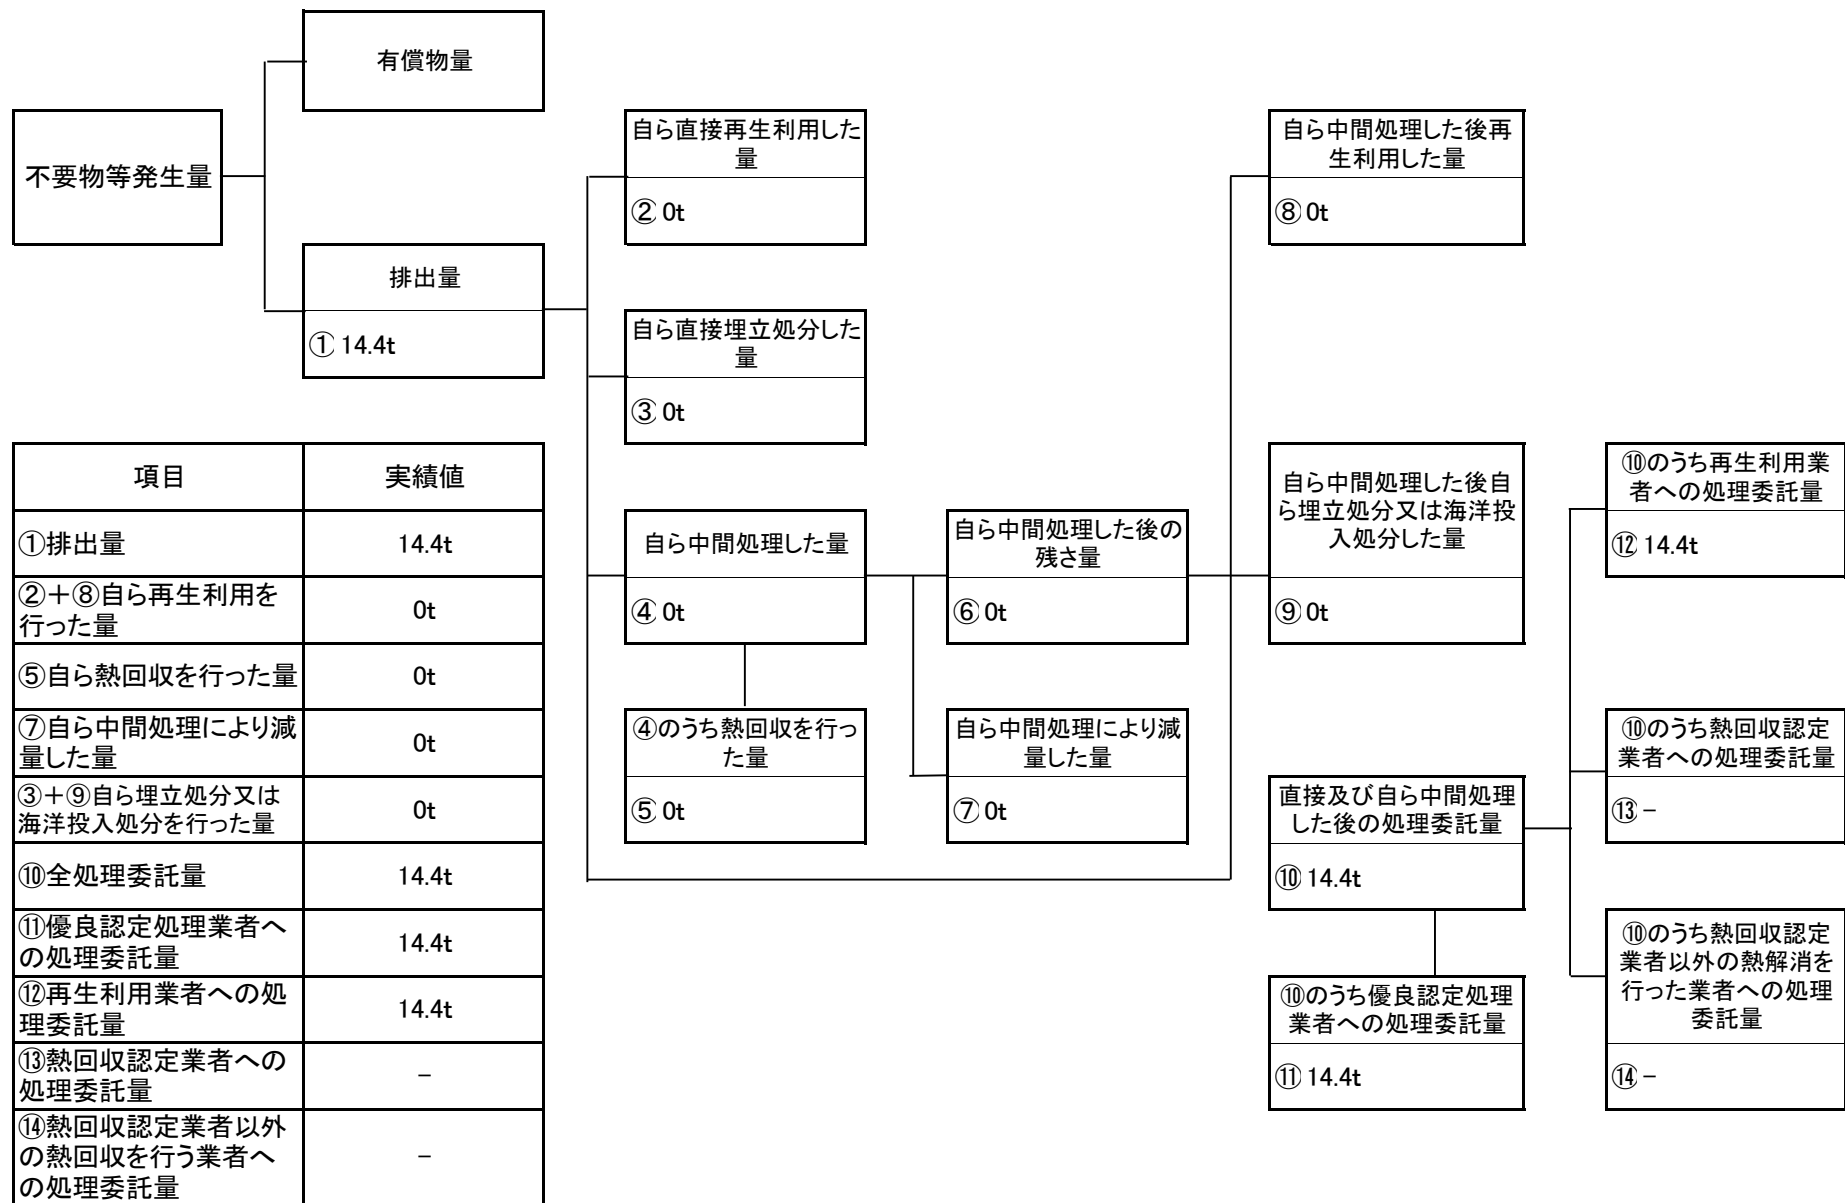 有償物量
不要物等発生量
排出量
① 14.4t
自ら直接再生利用した
量
② 0t
自ら直接埋立処分した
量
③ 0t
自ら中間処理した量
④ 0t
④のうち熱回収を行っ
た量
⑤ 0t
自ら中間処理した後の
残さ量
⑥ 0t
自ら中間処理により減
量した量
⑦ 0t
自ら中間処理した後再
生利用した量
⑧ 0t
自ら中間処理した後自
ら埋立処分又は海洋投
入処分した量
⑨ 0t
直接及び自ら中間処理
した後の処理委託量
⑩ 14.4t
⑩のうち優良認定処理
業者への処理委託量
⑪ 14.4t
⑩のうち再生利用業
者への処理委託量
⑫ 14.4t
⑩のうち熱回収認定
業者への処理委託量
⑬ −
⑩のうち熱回収認定
業者以外の熱解消を
行った業者への処理
委託量
⑭ −
項目 実績値
①排出量 14.4t
②＋⑧自ら再生利用を
行った量 0t
⑤自ら熱回収を行った量 0t
⑦自ら中間処理により減
量した量 0t
③＋⑨自ら埋立処分又は
海洋投入処分を行った量 0t
⑩全処理委託量 14.4t
⑪優良認定処理業者へ
の処理委託量 14.4t
⑫再生利用業者への処
理委託量 14.4t
⑬熱回収認定業者への
処理委託量 −
⑭熱回収認定業者以外
の熱回収を行う業者へ
の処理委託量 −